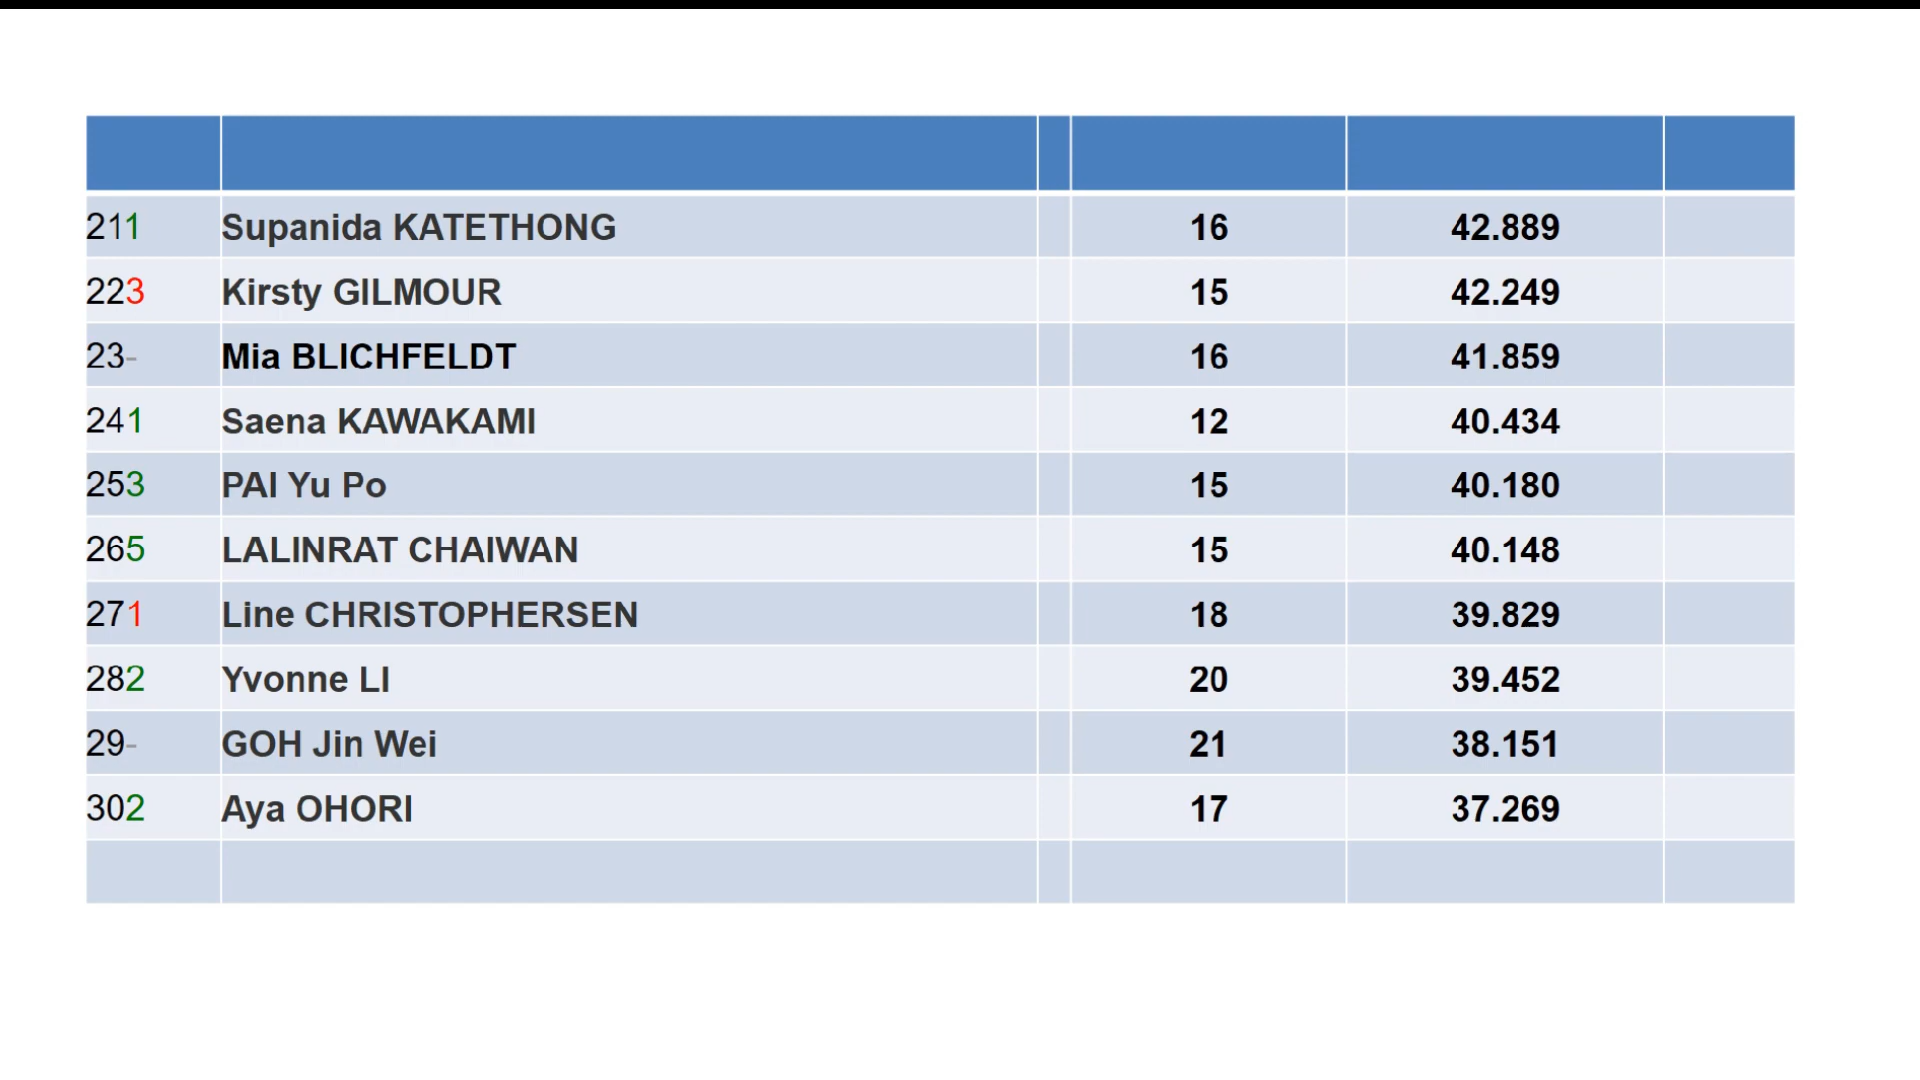 211 Supanida KATETHONG 16 42.889
223 Kirsty GILMOUR 15 42.249
23- Mia BLICHFELDT 16 41.859
241 Saena KAWAKAMI 12 40.434
253 PAI Yu Po 15 40.180
265 LALINRAT CHAIWAN 15 40.148
271 Line CHRISTOPHERSEN 18 39.829
282 Yvonne LI 20 39.452
29- GOH Jin Wei 21 38.151
302 Aya OHORI 17 37.269